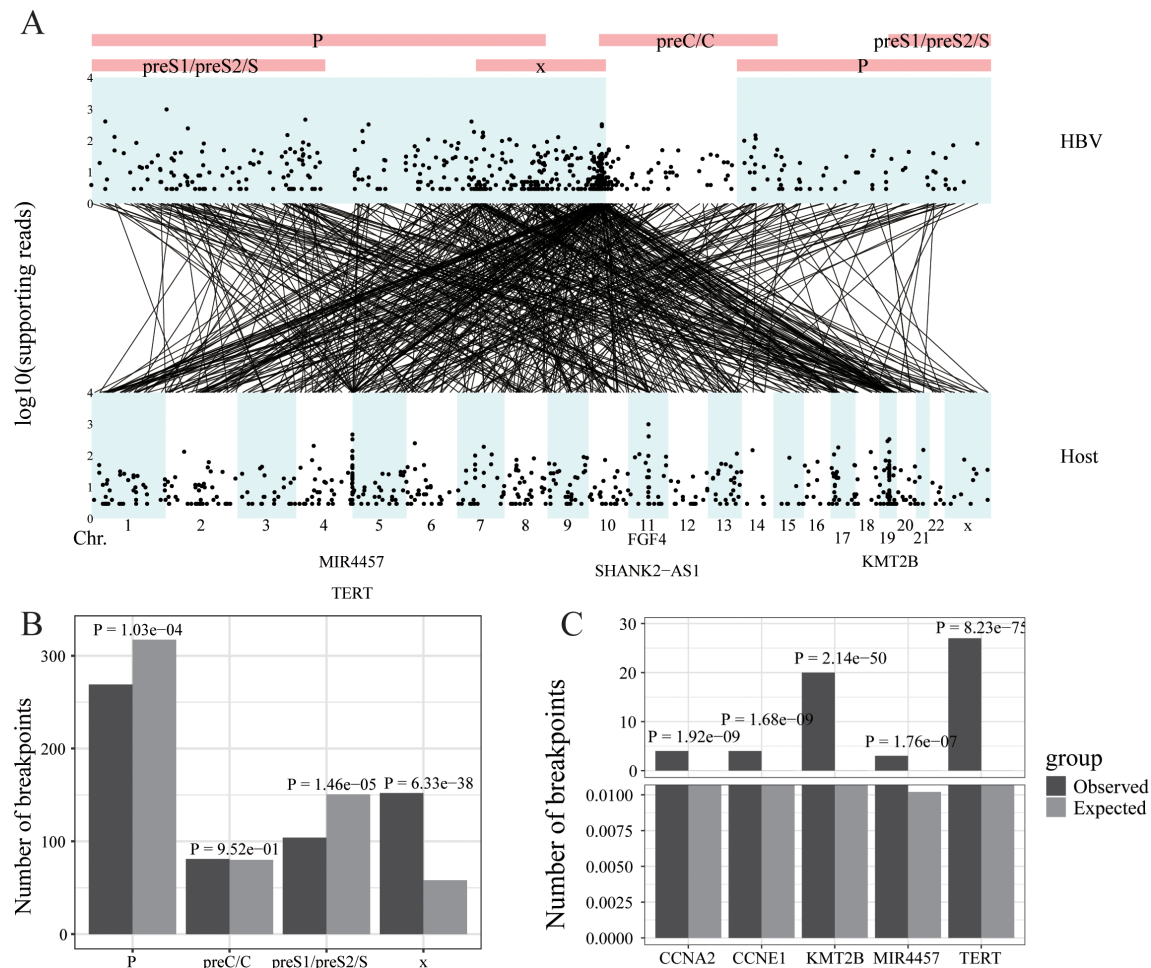 A
P preC/C preS1/preS2/S
preS1/preS2/S x P
4
3
2
1
0
HBV
log10(supporting reads)
4
3
2
1
0
Host
Chr. 1 2 3 4 5 6 7 8 9 10 11 12 13 14 15 16 17 18 19 20 21 22 x
FGF4
MIR4457 SHANK2−AS1 KMT2B
TERT
B
Number of breakpoints
300
200
100
0
P = 1.03e−04
P = 9.52e−01
P = 1.46e−05
P = 6.33e−38
P preC/C preS1/preS2/S x
C
Number of breakpoints
30
20
10
0
0.0100
0.0075
0.0050
0.0025
0.0000
P = 1.92e−09
P = 1.68e−09
P = 2.14e−50
P = 1.76e−07
P = 8.23e−75
CCNA2 CCNE1 KMT2B MIR4457 TERT
group
Observed
Expected